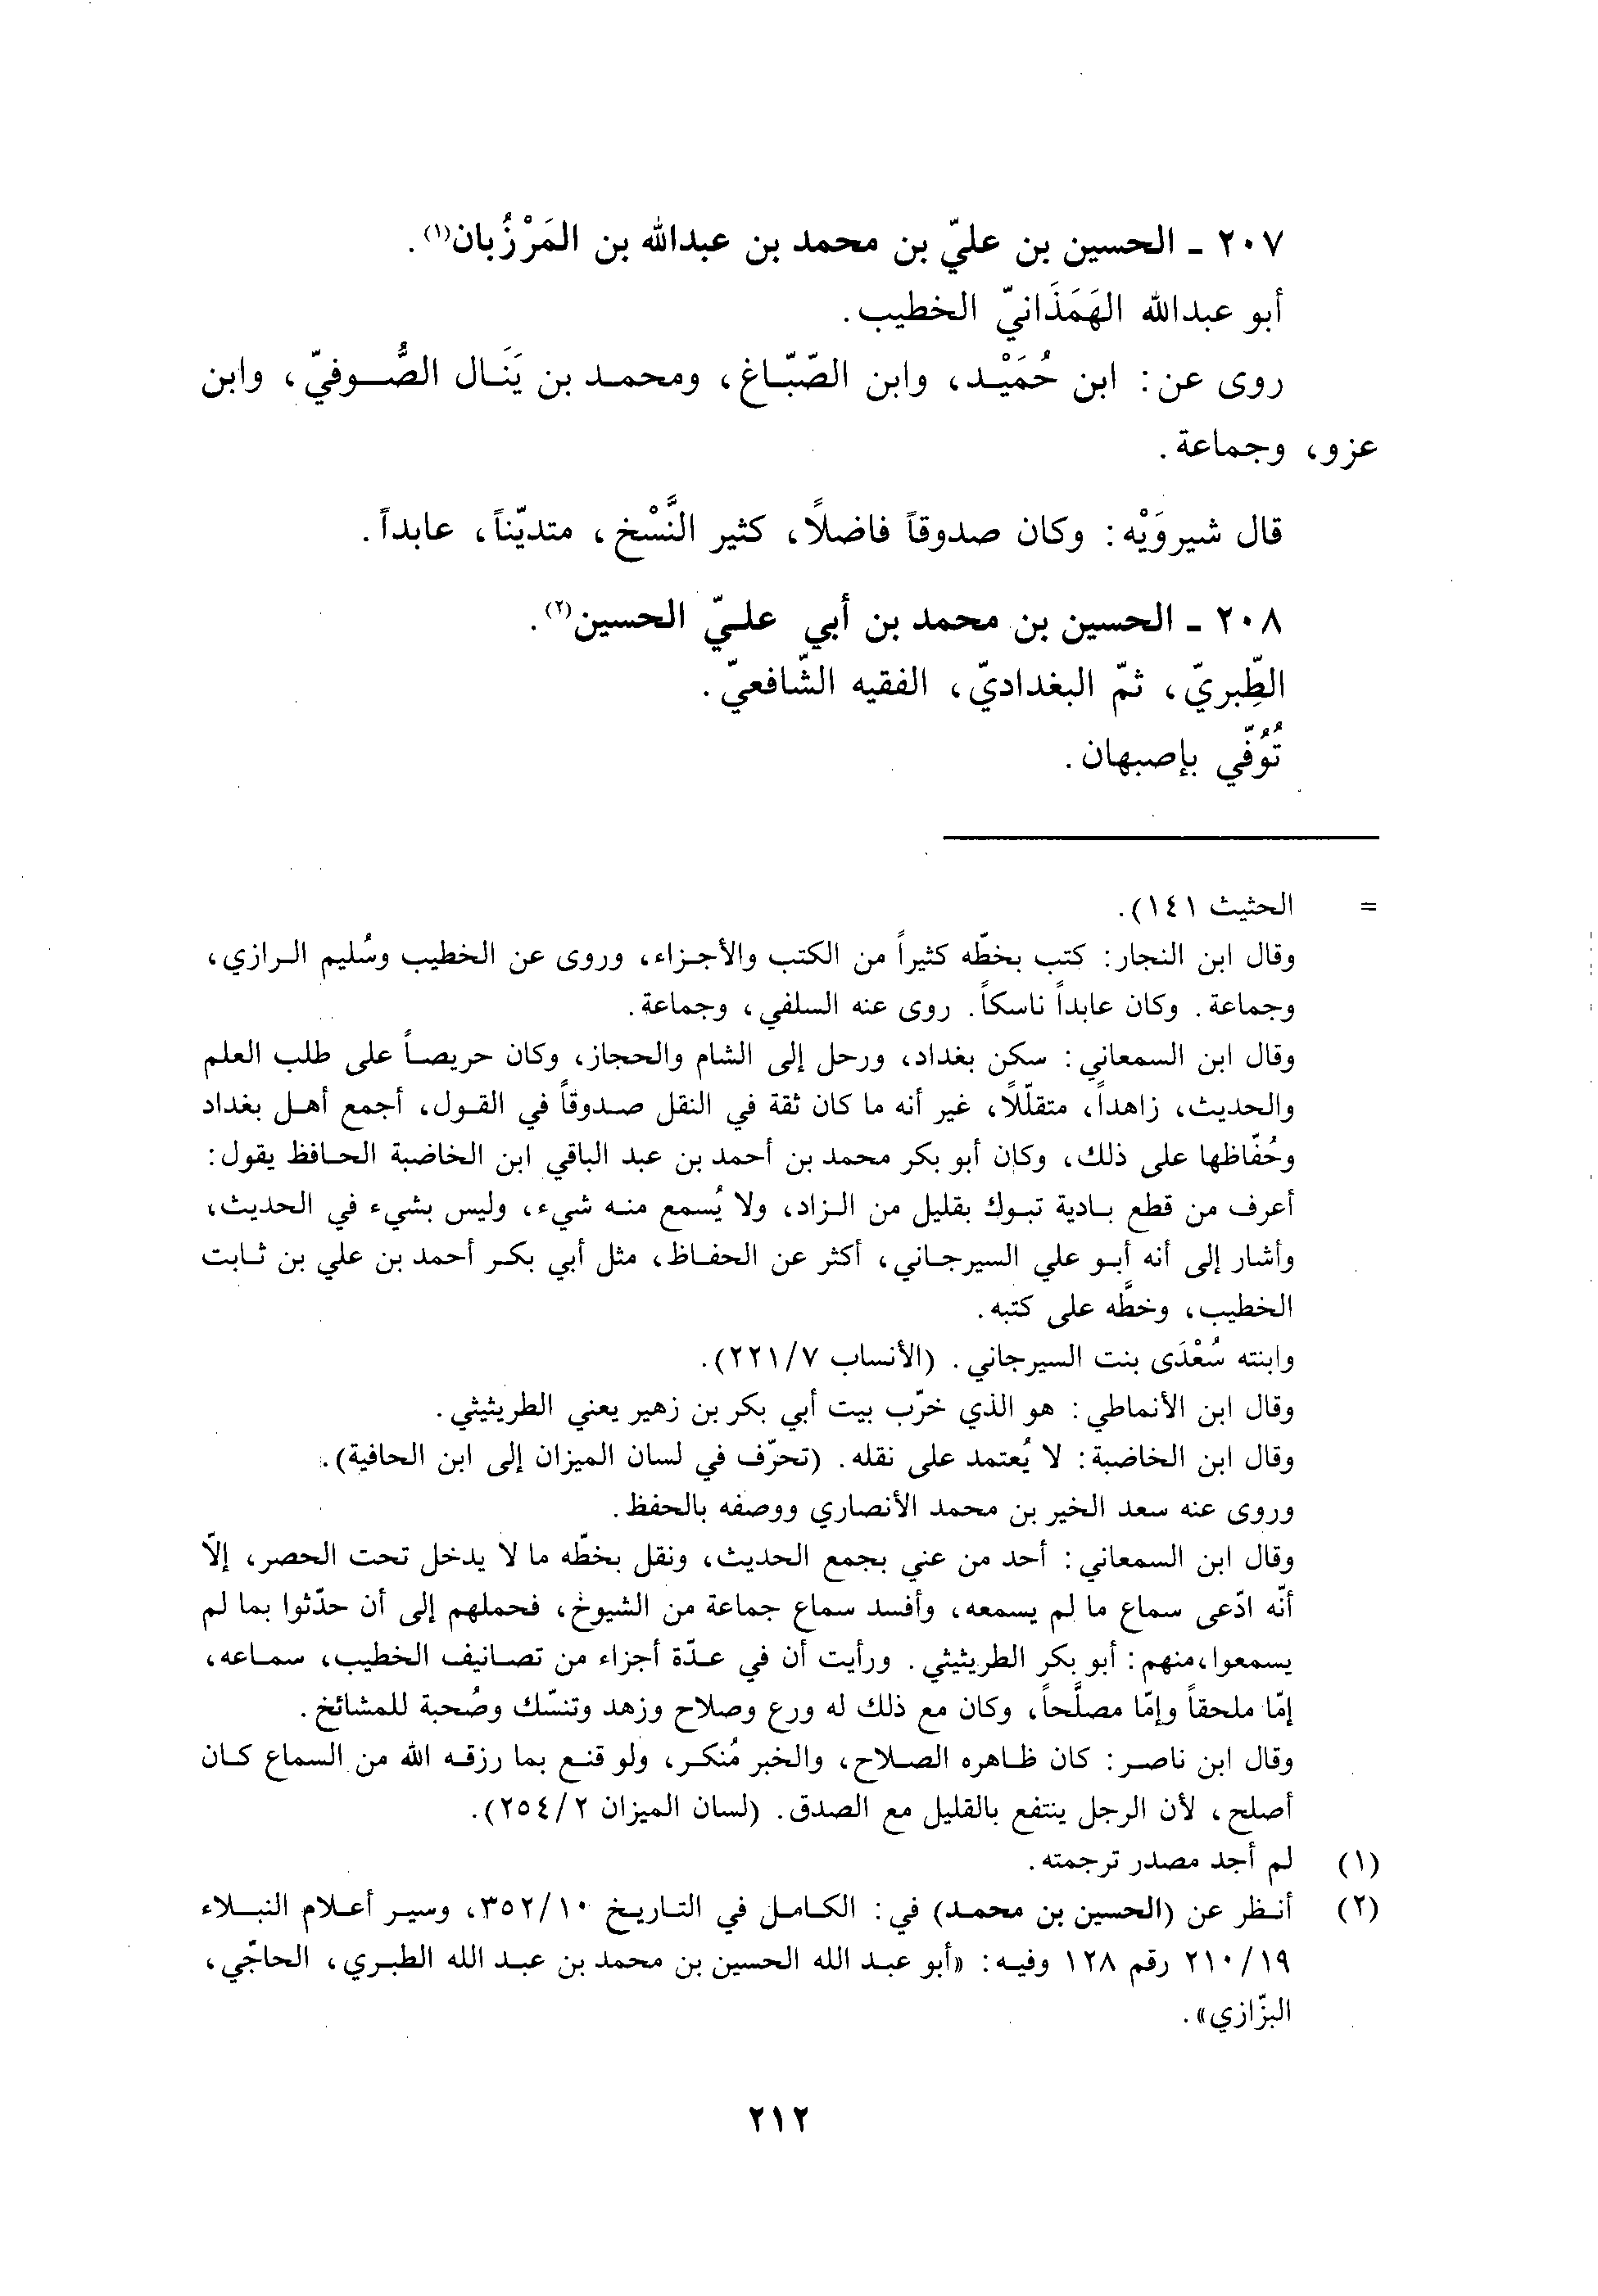 ٢٠٧ - الحسين بن عليّ بن محمد بن عبدالله بن المَرْزُبان(١).
أبو عبدالله الهَمَذَانيّ الخطيب.
روى عن: ابن حُمَيْد، وابن الصّبّاغ، ومحمد بن يَنَال الصُّوفيّ، وابن
عزو، وجماعة.
قال شيرَوَيْه: وكان صدوقاً فاضلاً، كثير النَّسْخ، متديّناً، عابداً.
٢٠٨ - الحسين بن محمد بن أبي عليّ الحسين(٢).
الطِّبريّ، ثمّ البغداديّ، الفقيه الشّافعيّ.
تُوُفّي بإصبهان.
= الحثيث ١٤١).
وقال ابن النجار: كتب بخطّه كثيراً من الكتب والأجزاء، وروى عن الخطيب وسُليم الرازي،
وجماعة. وكان عابداً ناسكاً. روى عنه السلفي، وجماعة.
وقال ابن السمعاني: سكن بغداد، ورحل إلى الشام والحجاز، وكان حريصاً على طلب العلم
والحديث، زاهداً، متقلّلاً، غير أنه ما كان ثقة في النقل صدوقاً في القول، أجمع أهل بغداد
وحُفّاظها على ذلك، وكان أبو بكر محمد بن أحمد بن عبد الباقي ابن الخاضبة الحافظ يقول:
أعرف من قطع بادية تبوك بقليل من الزاد، ولا يُسمع منه شيء، وليس بشيء في الحديث،
وأشار إلى أنه أبو علي السيرجاني، أكثر عن الحفاظ، مثل أبي بكر أحمد بن علي بن ثابت
الخطيب، وخطُّه على كتبه.
وابنته سُعْدَى بنت السيرجاني. (الأنساب ٢٢١/٧).
وقال ابن الأنماطي: هو الذي خرّب بيت أبي بكر بن زهير يعني الطريثيثي.
وقال ابن الخاضبة: لا يُعتمد على نقله. (تحرّف في لسان الميزان إلى ابن الحافية).
وروى عنه سعد الخير بن محمد الأنصاري ووصفه بالحفظ.
وقال ابن السمعاني: أحد من عني بجمع الحديث، ونقل بخطّه ما لا يدخل تحت الحصر، إلّا
أنّه ادّعى سماع ما لم يسمعه، وأفسد سماع جماعة من الشيوخ، فحملهم إلى أن حدّثوا بما لم
يسمعوا، منهم: أبو بكر الطريثيثي. ورأيت أن في عدّة أجزاء من تصانيف الخطيب، سماعه،
إمّا ملحقاً وإمّا مصلَّحاً، وكان مع ذلك له ورع وصلاح وزهد وتنسّك وصُحبة للمشائخ.
وقال ابن ناصر: كان ظاهره الصلاح، والخبر مُنكر، ولو قنع بما رزقه الله من السماع كان
أصلح، لأن الرجل ينتفع بالقليل مع الصدق. (لسان الميزان ٢٥٤/٢).
(١) لم أجد مصدر ترجمته.
(٢) أنظر عن (الحسين بن محمد) في: الكامل في التاريخ ٣٥٢/١٠، وسير أعلام النبلاء
٢١٠/١٩ رقم ١٢٨ وفيه: «أبو عبد الله الحسين بن محمد بن عبد الله الطبري، الحاجّي،
البزّازي».
٢١٢